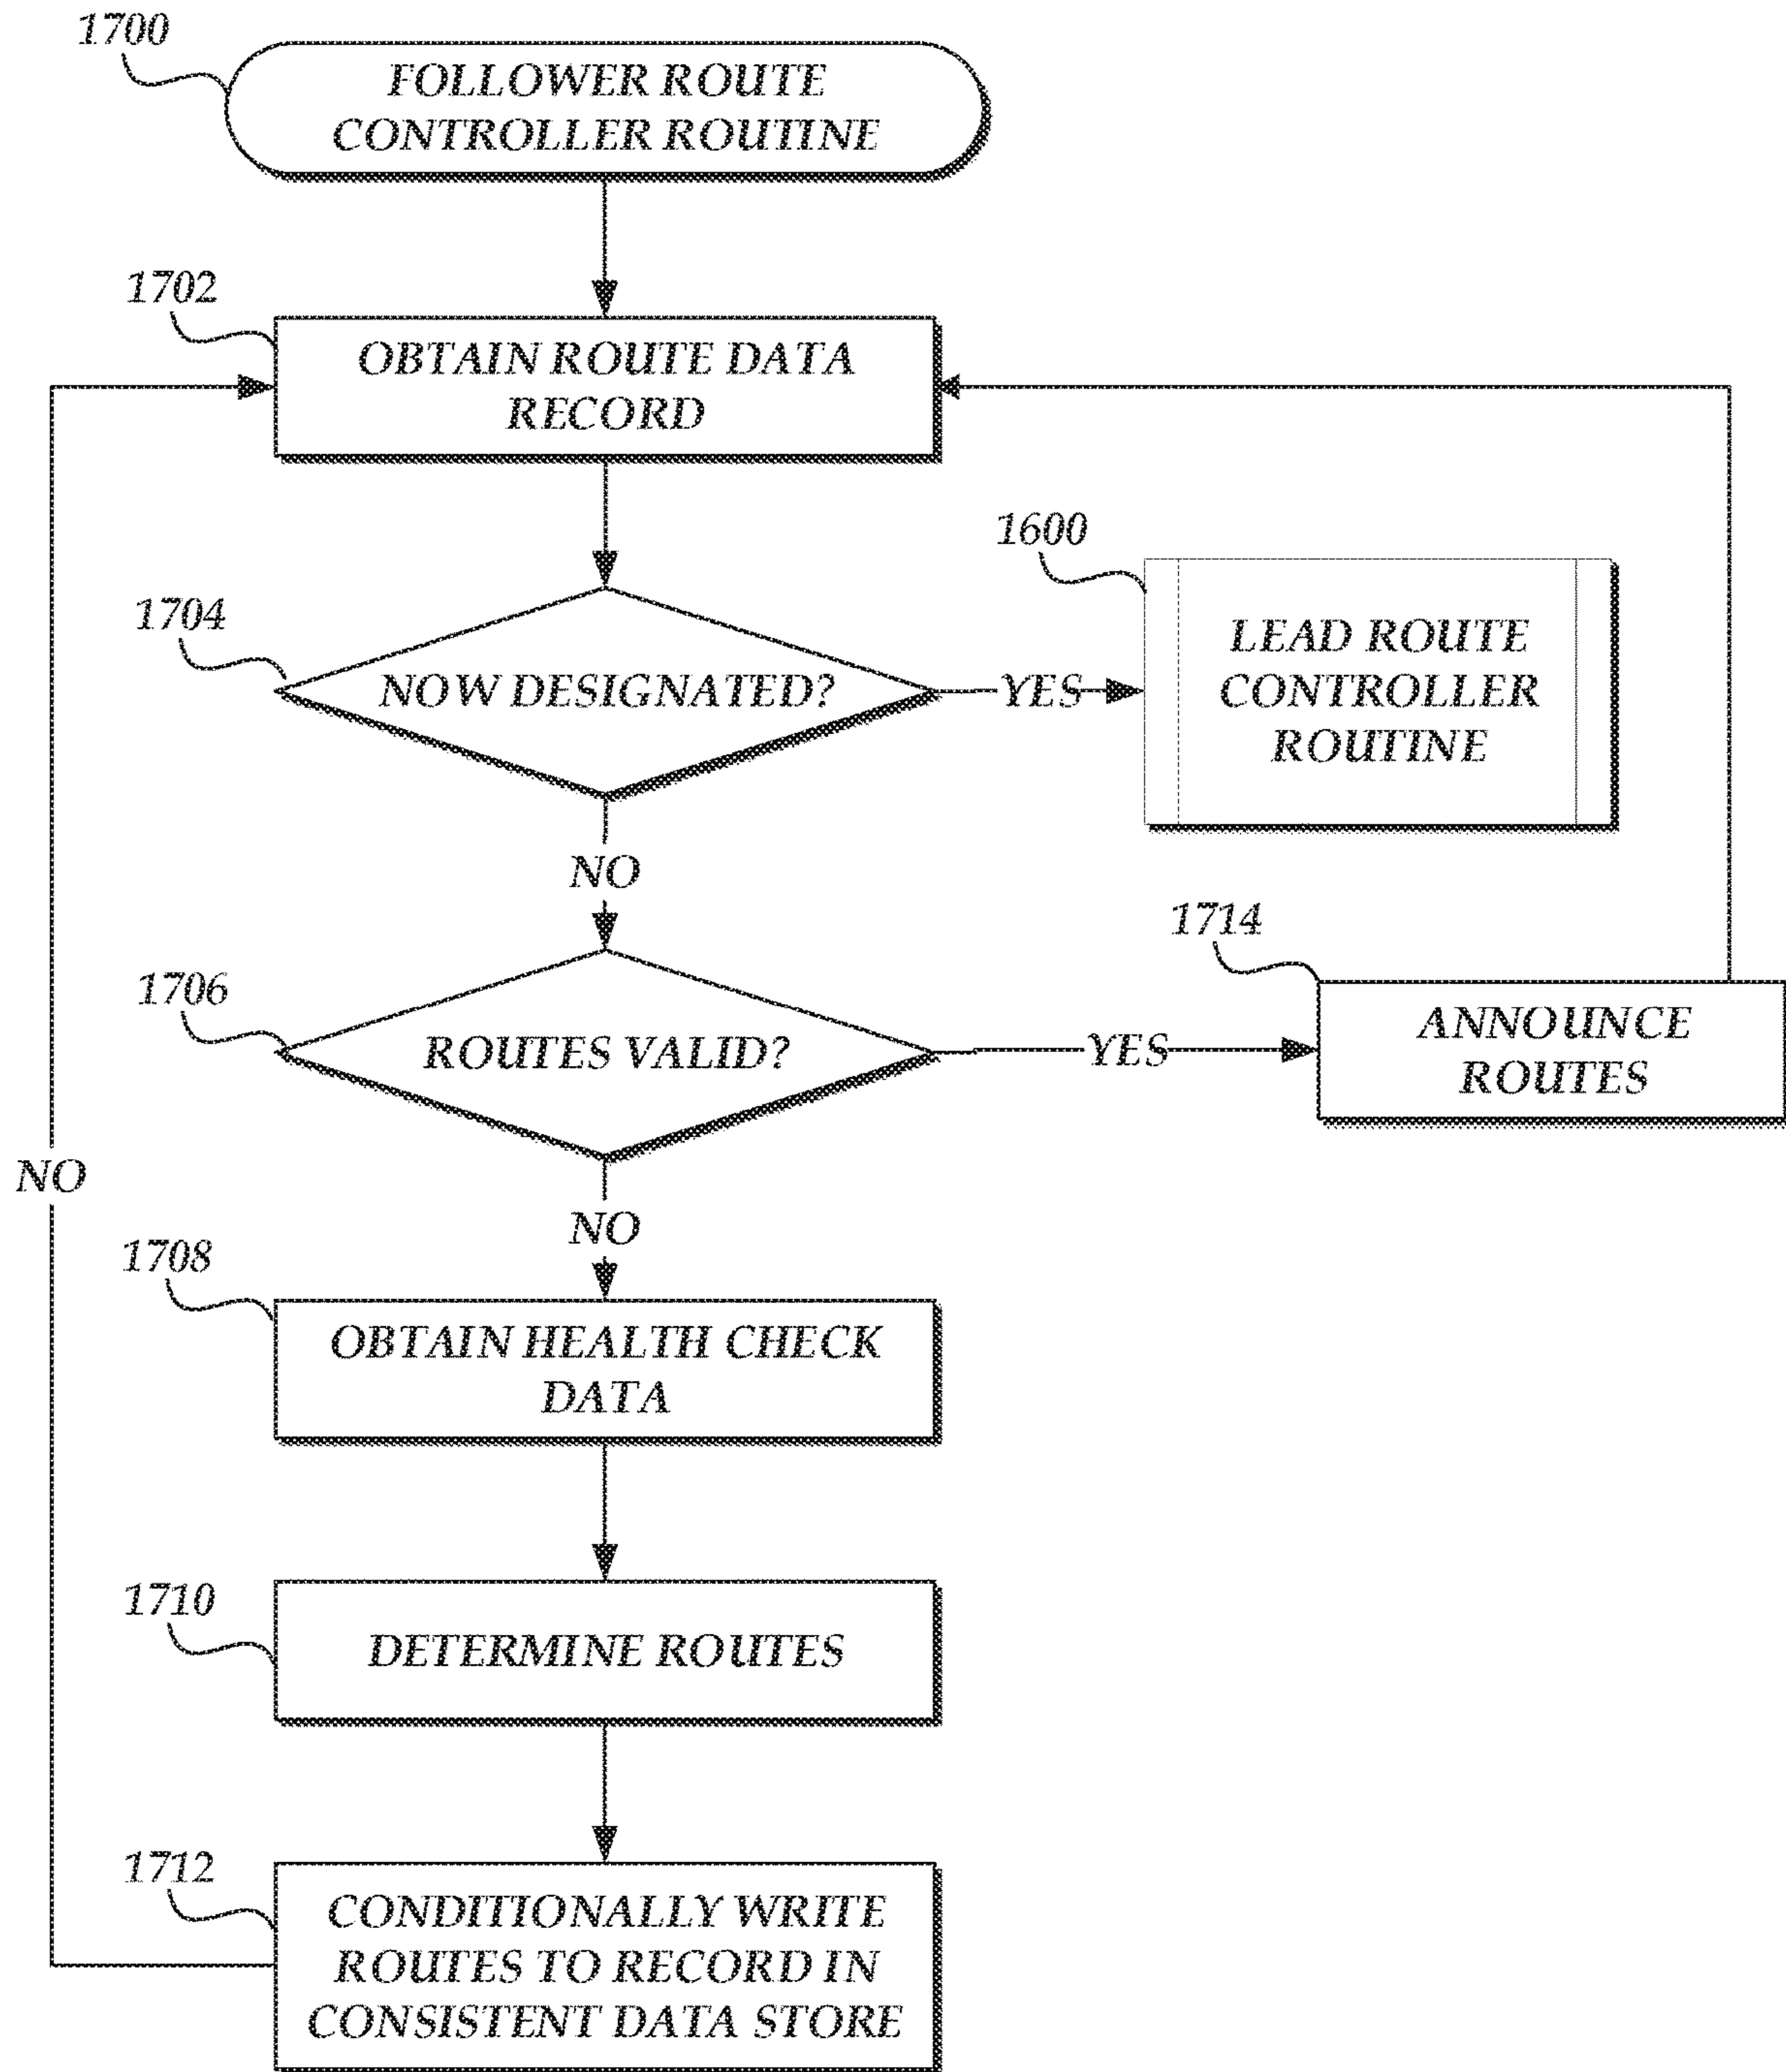 1700
FOLLOWER ROUTE
CONTROLLER ROUTINE
1702
OBTAIN ROUTE DATA
RECORD
1600
1704
NOW DESIGNATED?
YES
LEAD ROUTE
CONTROLLER
ROUTINE
NO
1714
1706
ROUTES VALID?
YES
ANNOUNCE
ROUTES
NO
NO
1708
OBTAIN HEALTH CHECK
DATA
1710
DETERMINE ROUTES
1712
CONDITIONALLY WRITE
ROUTES TO RECORD IN
CONSISTENT DATA STORE